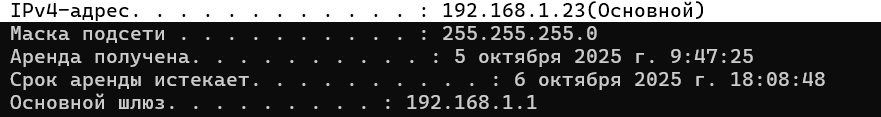 IPv4-адрес. . . . . . . . . . . . : 192.168.1.23(Основной)
Маска подсети . . . . . . . . . . : 255.255.255.0
Аренда получена. . . . . . . . . . : 5 октября 2025 г. 9:47:25
Срок аренды истекает. . . . . . . . . . : 6 октября 2025 г. 18:08:48
Основной шлюз. . . . . . . . . : 192.168.1.1